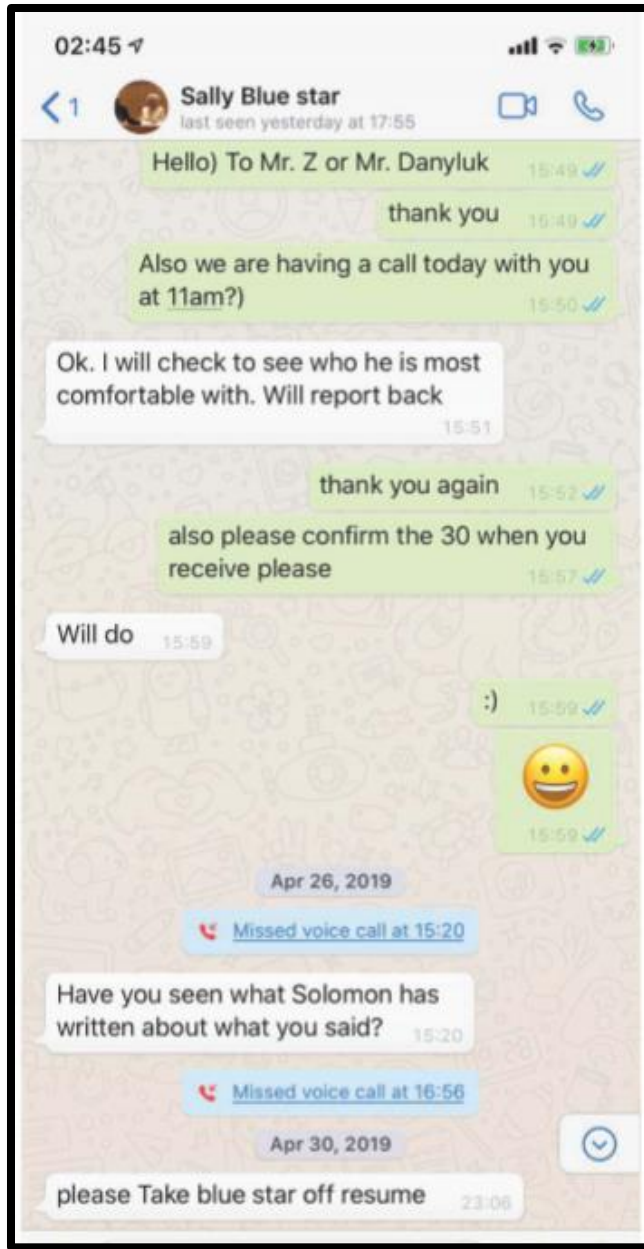 02:45
1
Sally Blue star
last seen yesterday at 17:55
Hello) To Mr. Z or Mr. Danyluk 15:49
thank you 15:49
Also we are having a call today with you
at 11am?) 15:50
Ok. I will check to see who he is most
comfortable with. Will report back
15:51
thank you again 15:52
also please confirm the 30 when you
receive please 15:57
Will do 15:59
:) 15:59
15:59
Apr 26, 2019
Missed voice call at 15:20
Have you seen what Solomon has
written about what you said? 15:20
Missed voice call at 16:56
Apr 30, 2019
please Take blue star off resume 23:06